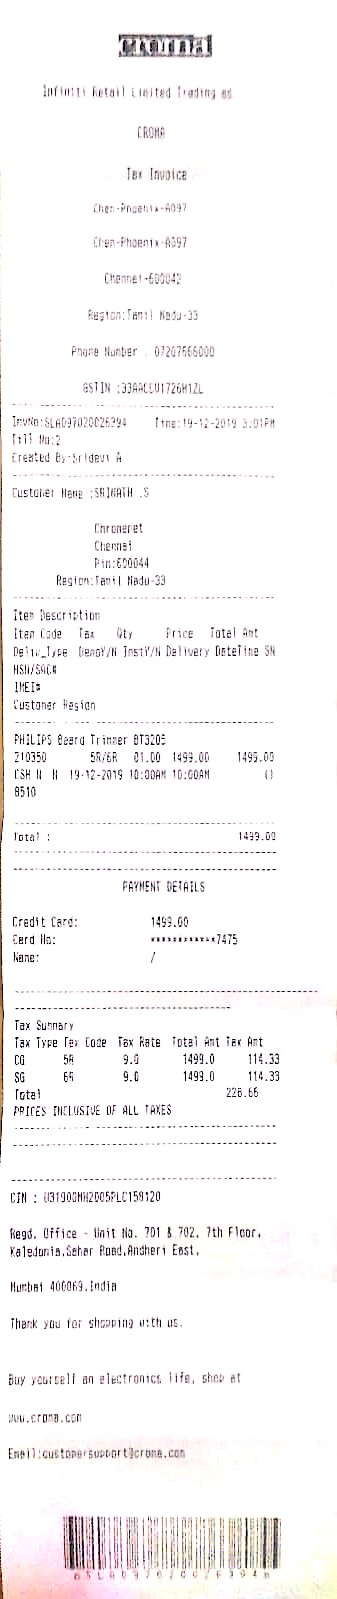 croma
Infiniti Retail Limited Trading as
CROMA
Tax Invoice
Chen-Phoenix-A097
Chen-Phoenix-A097
Chennai-600042
Region:Tamil Nadu-33
Phone Number : 07207666000
GSTIN :33AACCV1726H1ZL
InvNo:SLA097020026394 Time:19-12-2019 3:01PM
Till No:2
Created By:Sridevi A
Customer Name :SRINATH .S
Chromepet
Chennai
Pin:600044
Region:Tamil Nadu-33
Item Description
Item Code Tax Qty Price Total Amt
Deliv_Type DemoY/N InstY/N Delivery DateTime SN
HSN/SAC#
IMEI#
Customer Region
PHILIPS Beard Trimmer BT3205
210350 5R/6R 01.00 1499.00 1499.00
CSH N N 19-12-2019 10:00AM 10:00AM ()
8510
Total : 1499.00
PAYMENT DETAILS
Credit Card: 1499.00
Card No: ************7475
Name: /
Tax Summary
Tax Type Tax Code Tax Rate Total Amt Tax Amt
CG 5R 9.0 1499.0 114.33
SG 6R 9.0 1499.0 114.33
Total 228.66
PRICES INCLUSIVE OF ALL TAXES
CIN : U31900MH2005PLC158120
Regd. Office - Unit No. 701 & 702, 7th Floor,
Kaledonia,Sahar Road,Andheri East,
Mumbai 400069,India
Thank you for shopping with us.
Buy yourself an electronics life, shop at
www.croma.com
Email:customersupport@croma.com